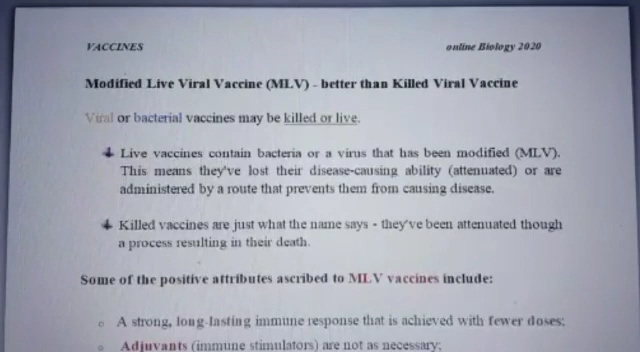 VACCINES online Biology 2020
Modified Live Viral Vaccine (MLV) - better than Killed Viral Vaccine
Viral or bacterial vaccines may be killed or live.
Live vaccines contain bacteria or a virus that has been modified (MLV).
This means they've lost their disease-causing ability (attenuated) or are
administered by a route that prevents them from causing disease.
Killed vaccines are just what the name says - they've been attenuated though
a process resulting in their death.
Some of the positive attributes ascribed to MLV vaccines include:
A strong, long-lasting immune response that is achieved with fewer doses;
Adjuvants (immune stimulators) are not as necessary;